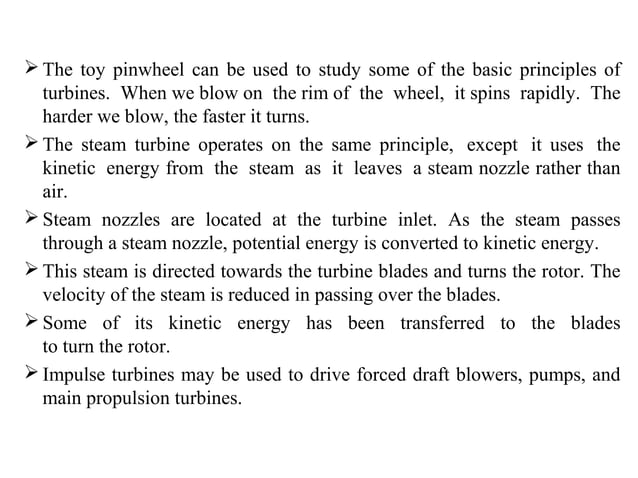 ➢ The toy pinwheel can be used to study some of the basic principles of
turbines. When we blow on the rim of the wheel, it spins rapidly. The
harder we blow, the faster it turns.
➢ The steam turbine operates on the same principle, except it uses the
kinetic energy from the steam as it leaves a steam nozzle rather than
air.
➢ Steam nozzles are located at the turbine inlet. As the steam passes
through a steam nozzle, potential energy is converted to kinetic energy.
➢ This steam is directed towards the turbine blades and turns the rotor. The
velocity of the steam is reduced in passing over the blades.
➢ Some of its kinetic energy has been transferred to the blades
to turn the rotor.
➢ Impulse turbines may be used to drive forced draft blowers, pumps, and
main propulsion turbines.